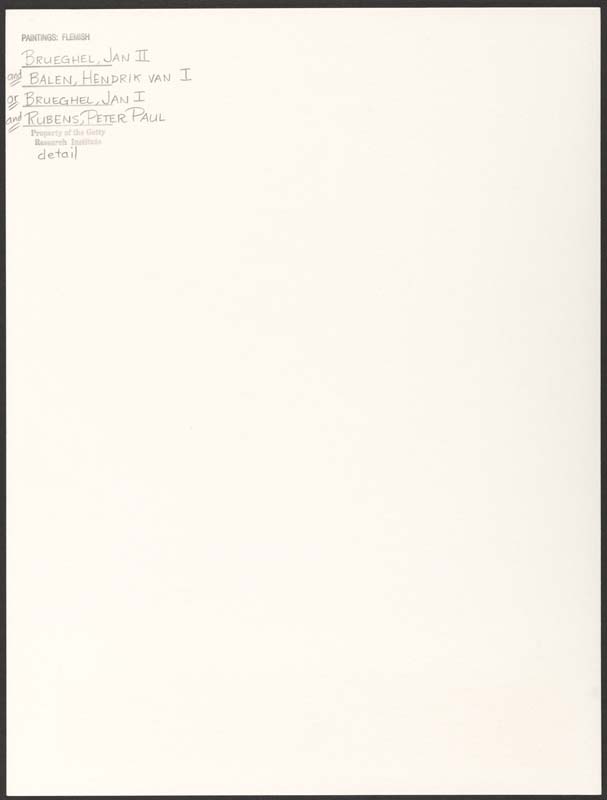 PAINTINGS: FLEMISH
BRUEGHEL, JAN II
and BALEN, HENDRIK VAN I
or BRUEGHEL, JAN I
and RUBENS, PETER PAUL
Property of the Getty
Research Institute
detail